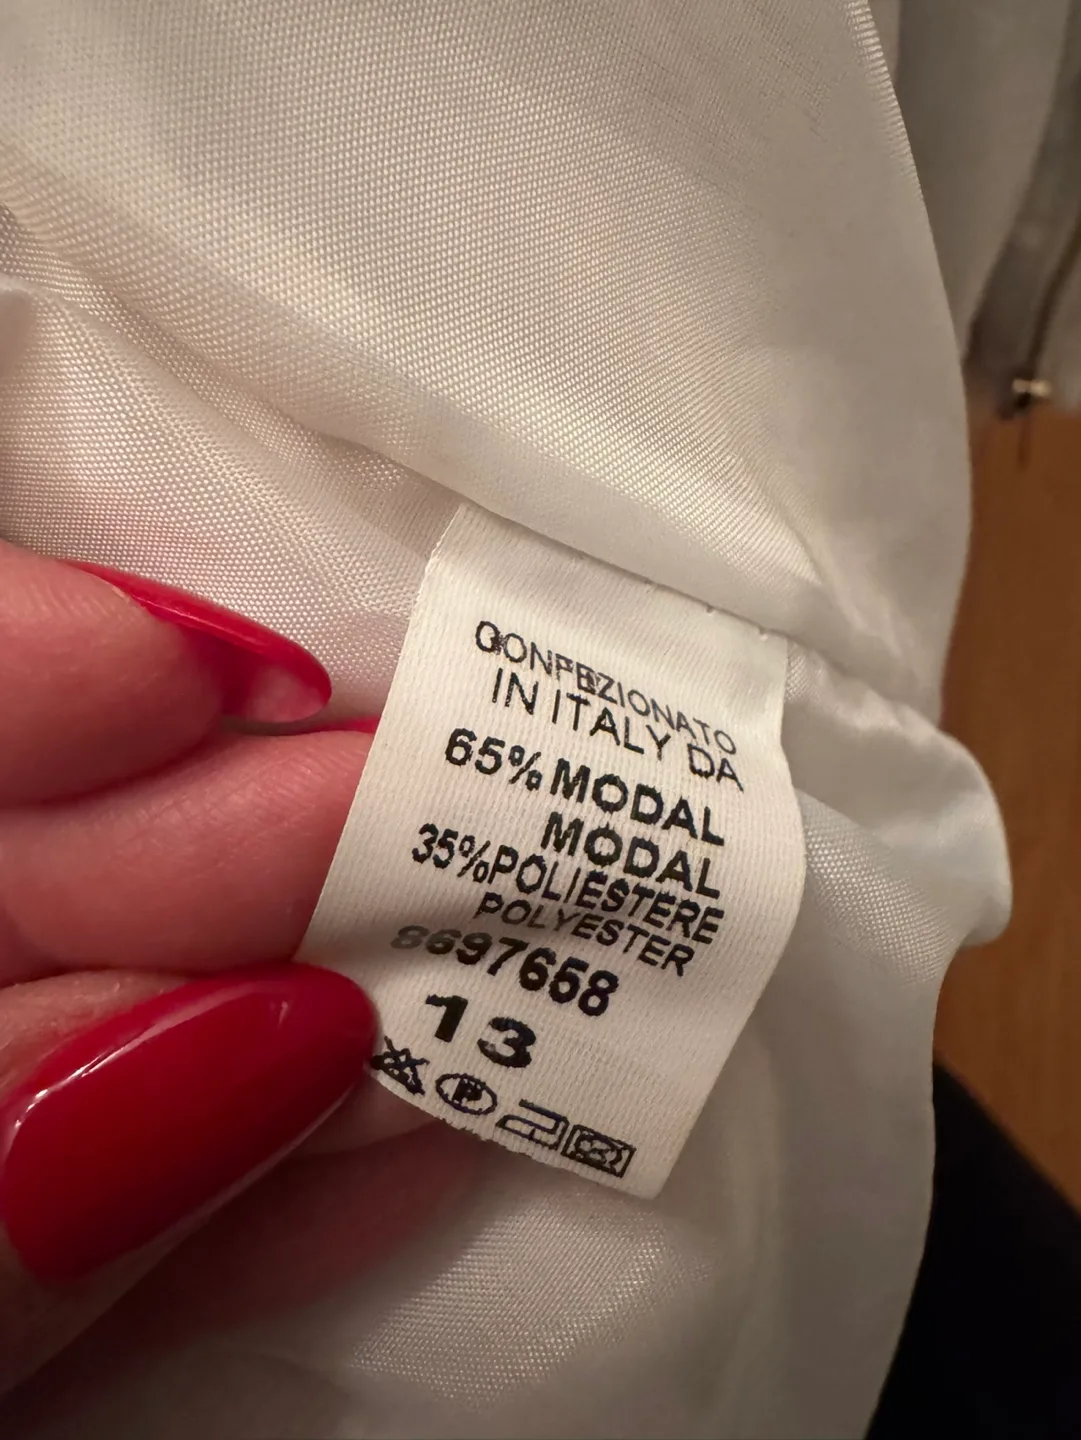 CONFEZIONATO
IN ITALY DA
65% MODAL
MODAL
35% POLIESTERE
POLYESTER
8697658
13
P